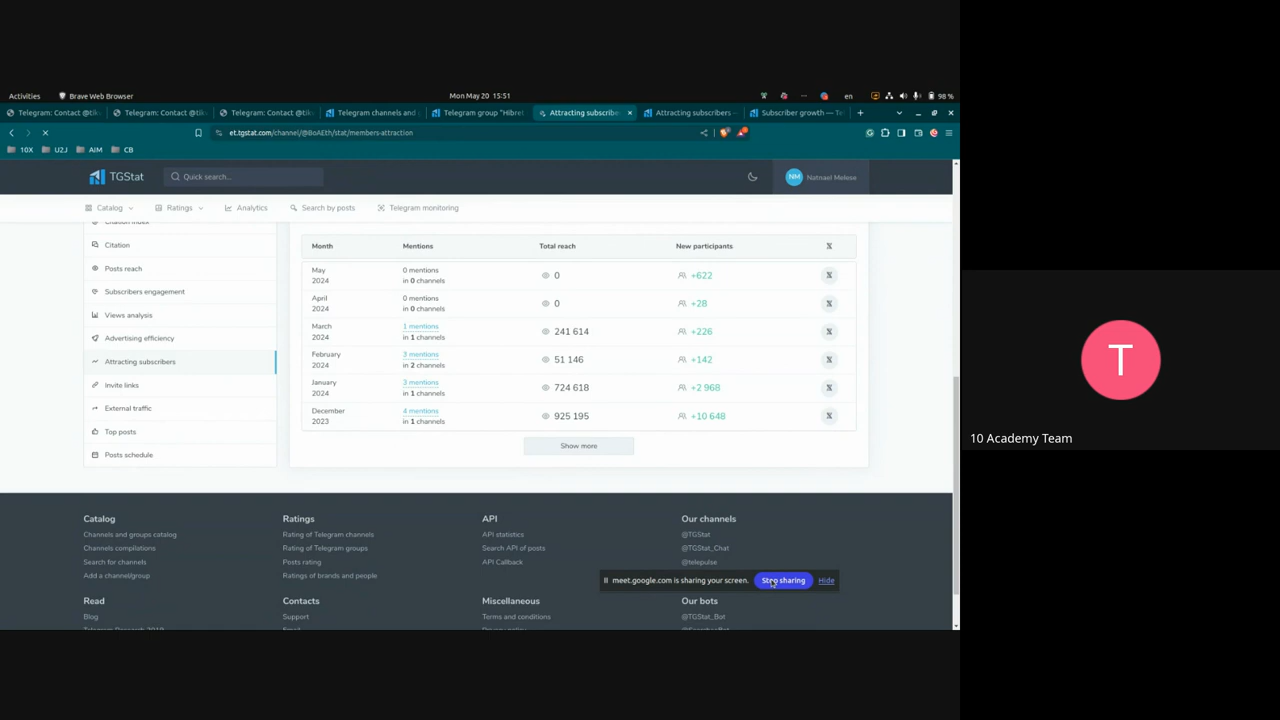 Activities Brave Web Browser Mon May 20 15:51 en 98 %
Telegram: Contact @tik Telegram: Contact @tik Telegram: Contact @tik Telegram channels and Telegram group "Hibret Attracting subscribe Attracting subscribers — Subscriber growth — Te
et.tgstat.com/channel/@BoAEth/stat/members-attraction
10X U2J AIM CB
TGStat Quick search... NM Natnael Melese
Catalog Ratings Analytics Search by posts Telegram monitoring
Citation index
Citation
Posts reach
Subscribers engagement
Views analysis
Advertising efficiency
Attracting subscribers
Invite links
External traffic
Top posts
Posts schedule
Month Mentions Total reach New participants
May 2024 0 mentions in 0 channels 0 +622
April 2024 0 mentions in 0 channels 0 +28
March 2024 1 mentions in 1 channels 241 614 +226
February 2024 3 mentions in 2 channels 51 146 +142
January 2024 3 mentions in 1 channels 724 618 +2 968
December 2023 4 mentions in 1 channels 925 195 +10 648
Show more
Catalog
Channels and groups catalog
Channels compilations
Search for channels
Add a channel/group
Ratings
Rating of Telegram channels
Rating of Telegram groups
Posts rating
Ratings of brands and people
API
API statistics
Search API of posts
API Callback
Our channels
@TGStat
@TGStat_Chat
@telepulse
meet.google.com is sharing your screen. Stop sharing Hide
Read
Blog
Contacts
Support
Miscellaneous
Terms and conditions
Our bots
@TGStat_Bot
T
10 Academy Team